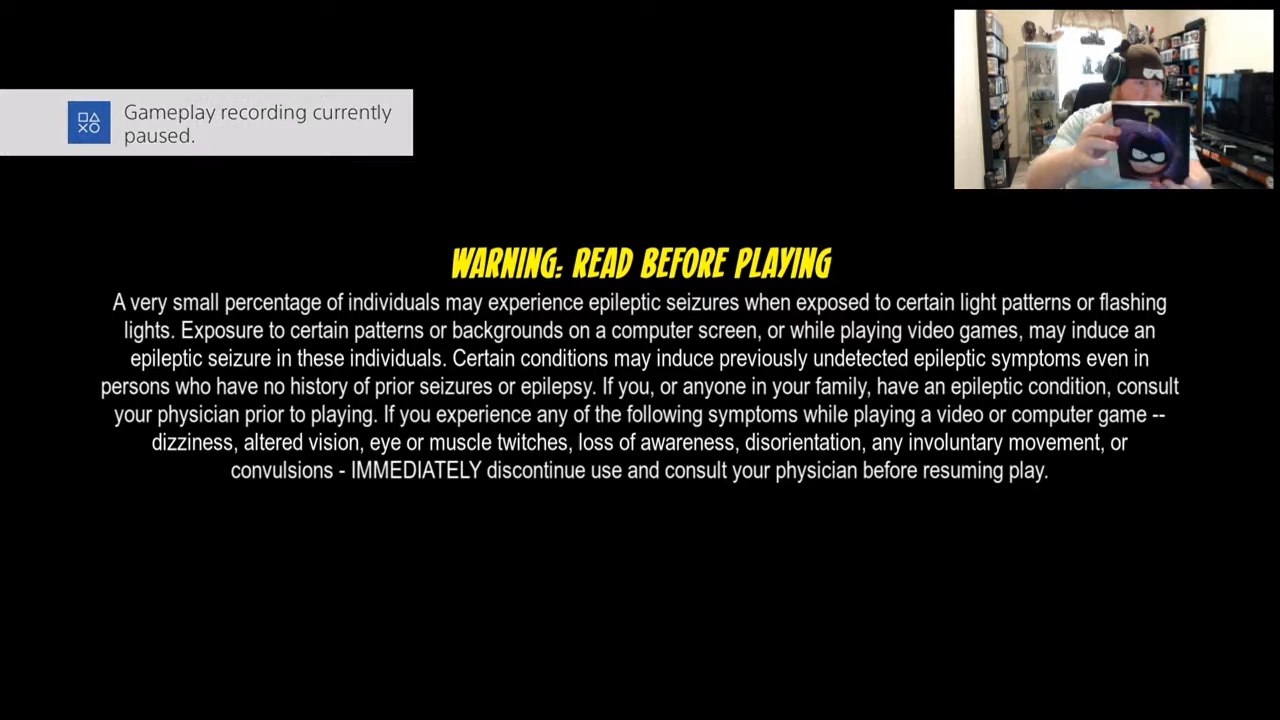 Gameplay recording currently
paused.
?
WARNING: READ BEFORE PLAYING
A very small percentage of individuals may experience epileptic seizures when exposed to certain light patterns or flashing
lights. Exposure to certain patterns or backgrounds on a computer screen, or while playing video games, may induce an
epileptic seizure in these individuals. Certain conditions may induce previously undetected epileptic symptoms even in
persons who have no history of prior seizures or epilepsy. If you, or anyone in your family, have an epileptic condition, consult
your physician prior to playing. If you experience any of the following symptoms while playing a video or computer game --
dizziness, altered vision, eye or muscle twitches, loss of awareness, disorientation, any involuntary movement, or
convulsions - IMMEDIATELY discontinue use and consult your physician before resuming play.